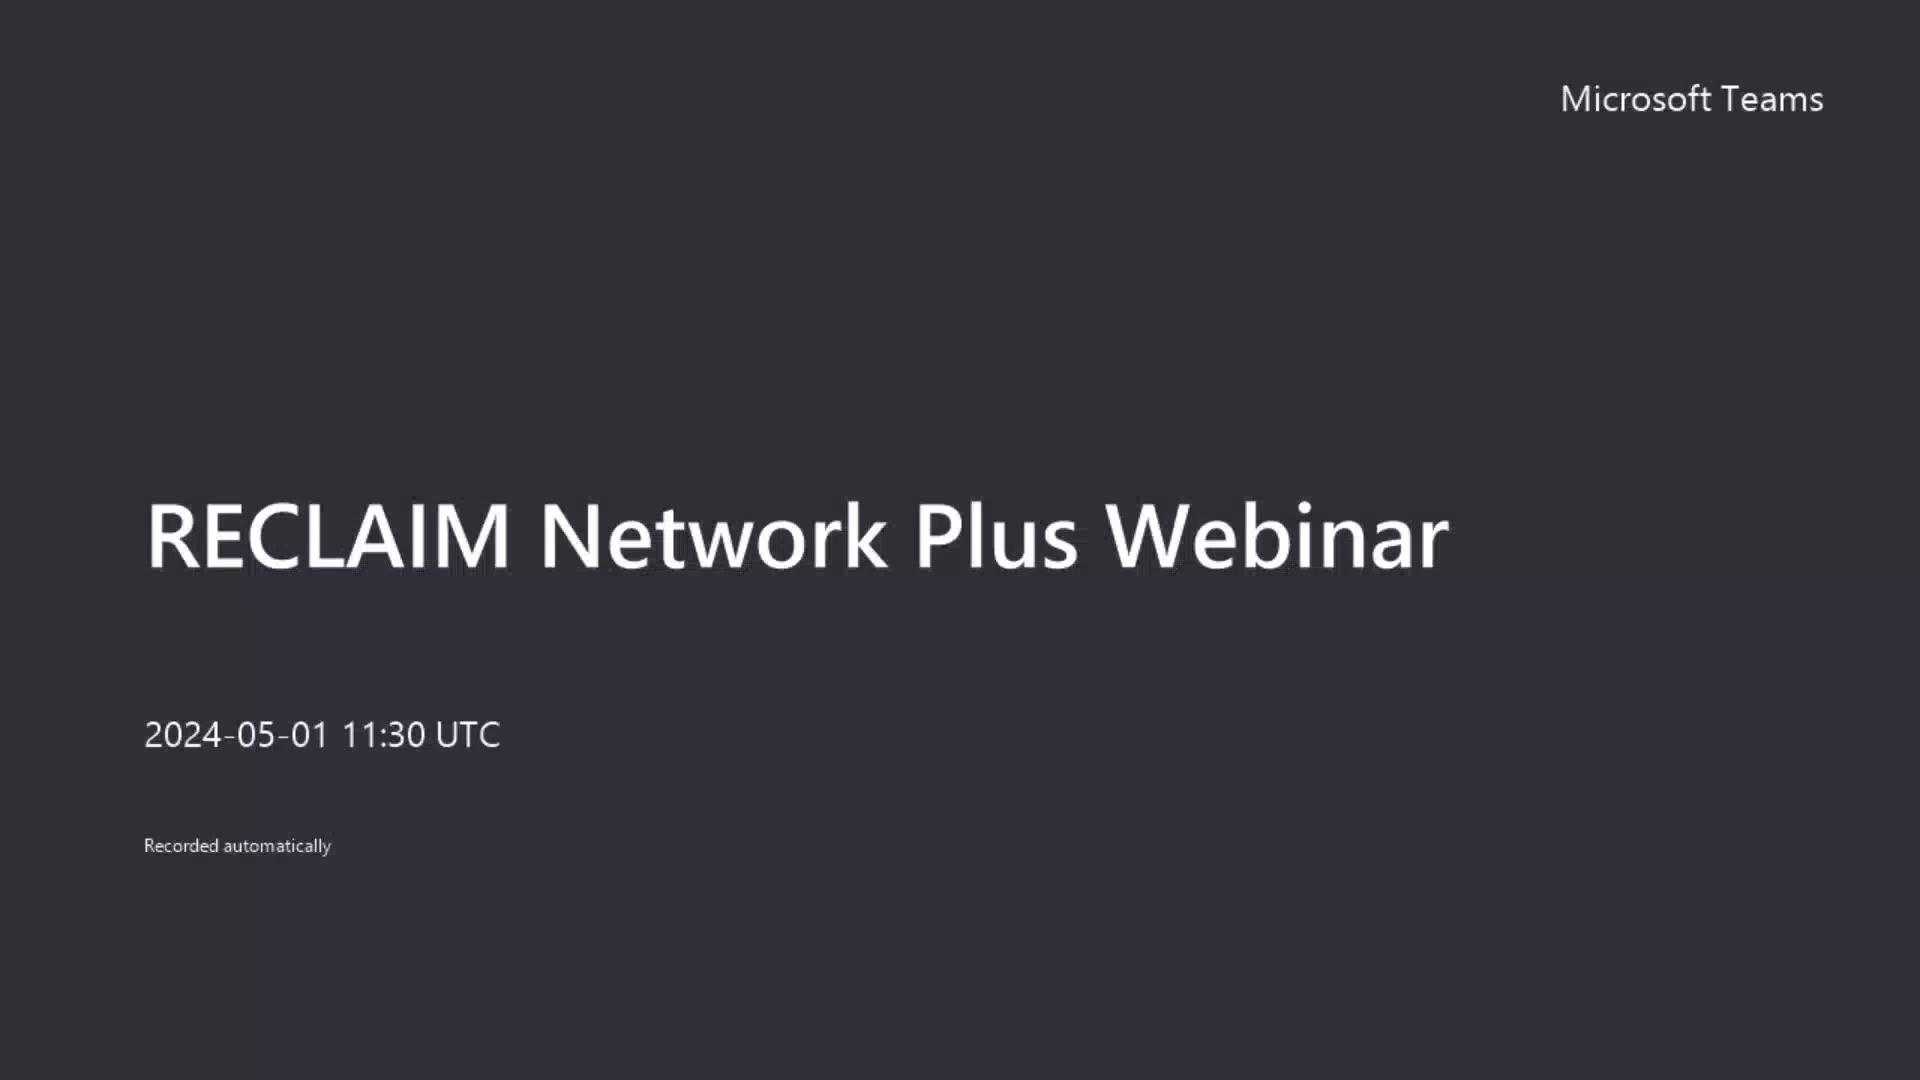 Microsoft Teams
RECLAIM Network Plus Webinar
2024-05-01 11:30 UTC
Recorded automatically